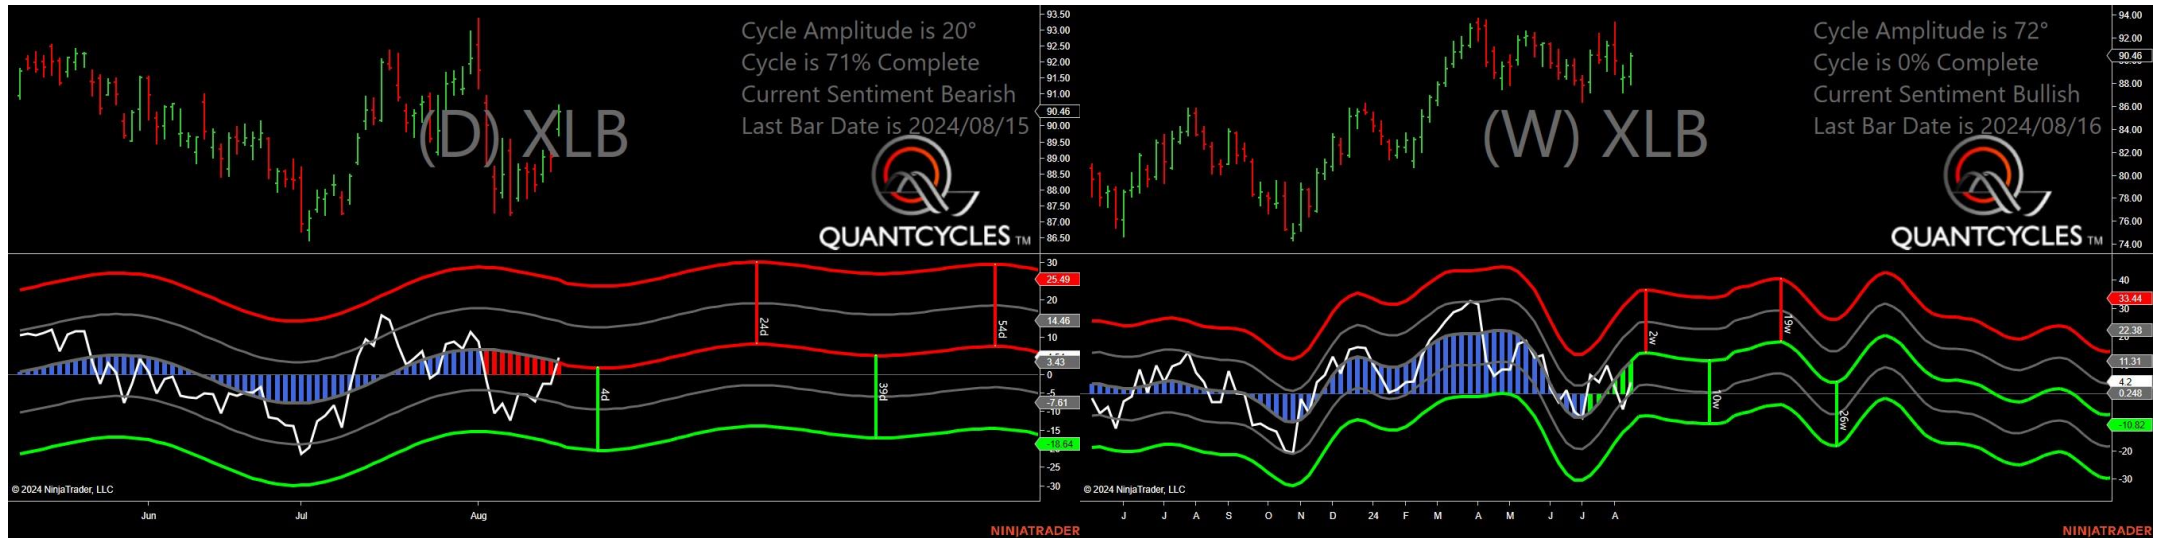 Cycle Amplitude is 20°
Cycle is 71% Complete
Current Sentiment Bearish
Last Bar Date is 2024/08/15
(D) XLB
QUANTCYCLES TM
93.50
93.00
92.50
92.00
91.50
91.00
90.46
90.00
89.50
89.00
88.50
88.00
87.50
87.00
86.50
30
25.49
20
14.46
10
3.43
0
-5
-7.61
-10
-15
-18.64
-25
-30
24d
54d
4d
39d
© 2024 NinjaTrader, LLC
Jun
Jul
Aug
NINJATRADER
Cycle Amplitude is 72°
Cycle is 0% Complete
Current Sentiment Bullish
Last Bar Date is 2024/08/16
(W) XLB
QUANTCYCLES TM
94.00
92.00
90.46
88.00
86.00
84.00
82.00
80.00
78.00
76.00
74.00
40
33.44
30
22.38
20
11.31
4.2
0.248
-10.82
-20
-30
2w
19w
10w
26w
© 2024 NinjaTrader, LLC
J
J
A
S
O
N
D
24
F
M
A
M
J
J
A
NINJATRADER